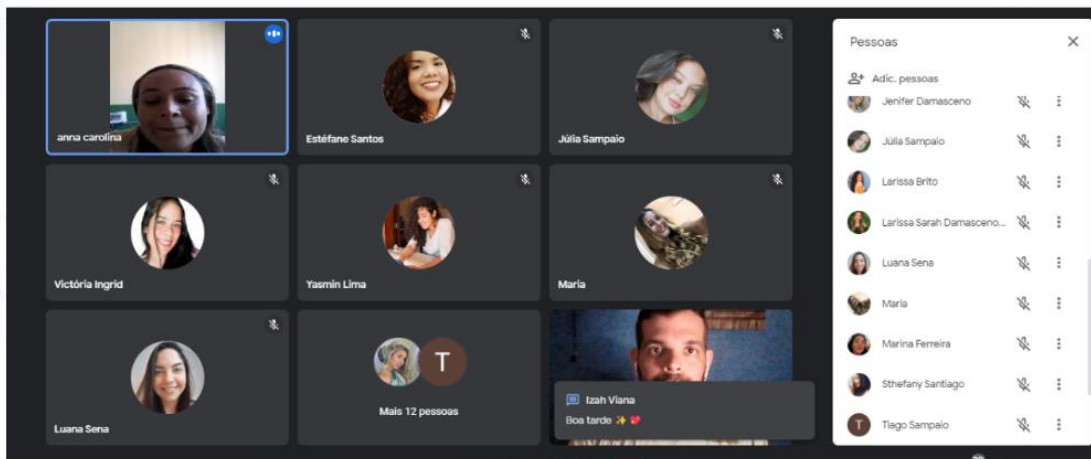 anna carolina
Estéfane Santos
Júlia Sampaio
Victória Ingrid
Yasmin Lima
Maria
Luana Sena
T
Mais 12 pessoas
Izah Viana
Boa tarde ✨ 💖
Pessoas
Adic. pessoas
Jenifer Damasceno
Júlia Sampaio
Larissa Brito
Larissa Sarah Damasceno...
Luana Sena
Maria
Marina Ferreira
Sthefany Santiago
T Tiago Sampaio